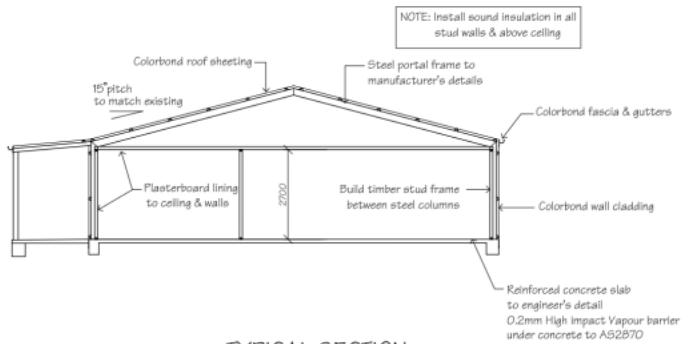 NOTE: Install sound insulation in all
stud walls & above ceiling
Colorbond roof sheeting
Steel portal frame to
manufacturer's details
15° pitch
to match existing
Colorbond fascia & gutters
Plasterboard lining
to ceiling & walls
2700
Build timber stud frame
between steel columns
Colorbond wall cladding
Reinforced concrete slab
to engineer's detail
0.2mm High Impact Vapour barrier
under concrete to AS2870
TYPICAL SECTION